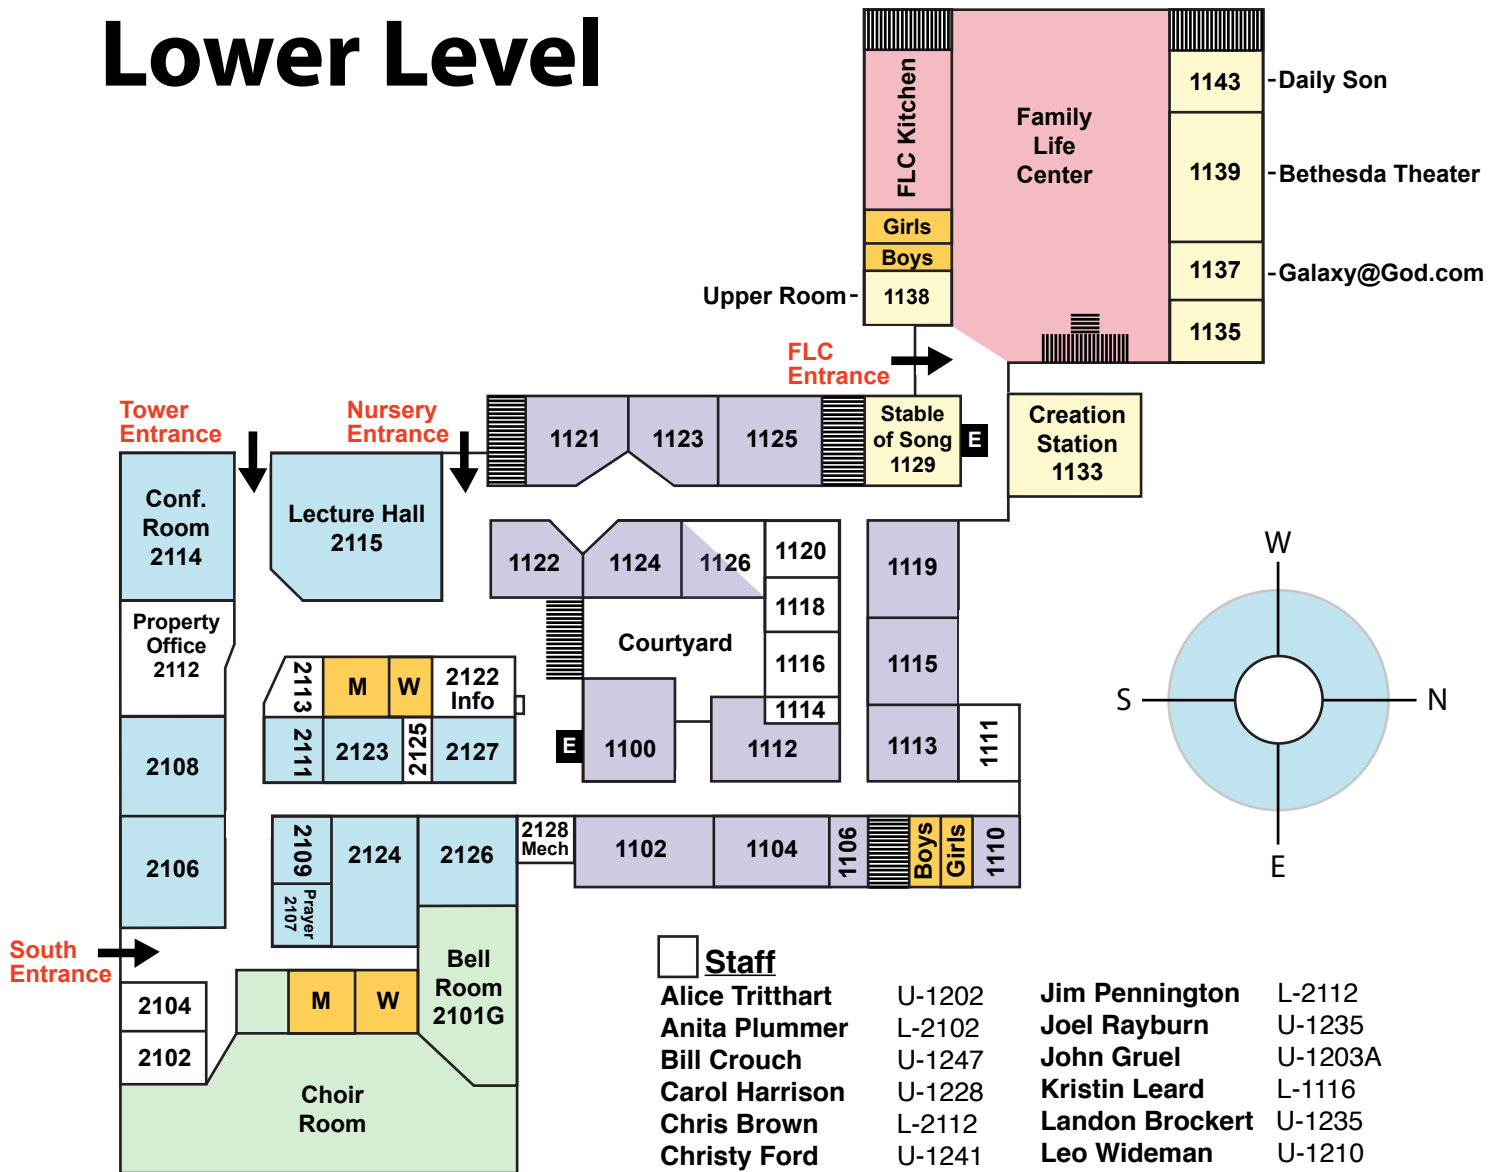 Lower Level
FLC Kitchen
Family
Life
Center
1143
Daily Son
1139
Bethesda Theater
Girls
Boys
1137
Galaxy@God.com
Upper Room
1138
1135
FLC
Entrance
Tower
Entrance
Nursery
Entrance
1121
1123
1125
Stable
of Song
1129
E
Creation
Station
1133
Conf.
Room
2114
Lecture Hall
2115
1122
1124
1126
1120
1119
W
Property
Office
2112
1118
Courtyard
1116
1115
2113
M
W
2122
Info
S
N
1114
2108
2111
2123
2125
2127
E
1100
1112
1113
1111
2106
2109
2124
2126
2128
Mech
1102
1104
1106
Boys
Girls
1110
E
Prayer
2107
South
Entrance
Bell
Room
2101G
2104
M
W
2102
Choir
Room
Staff
Alice Tritthart U-1202
Anita Plummer L-2102
Bill Crouch U-1247
Carol Harrison U-1228
Chris Brown L-2112
Christy Ford U-1241
Jim Pennington L-2112
Joel Rayburn U-1235
John Gruel U-1203A
Kristin Leard L-1116
Landon Brockert U-1235
Leo Wideman U-1210